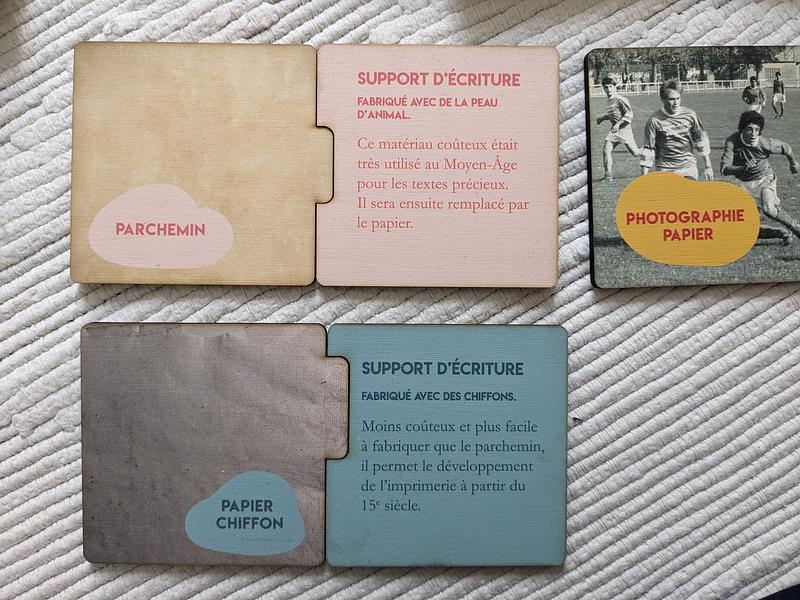 PARCHEMIN
SUPPORT D'ÉCRITURE
FABRIQUÉ AVEC DE LA PEAU
D'ANIMAL.
Ce matériau coûteux était
très utilisé au Moyen-Âge
pour les textes précieux.
Il sera ensuite remplacé par
le papier.
PHOTOGRAPHIE
PAPIER
PAPIER
CHIFFON
SUPPORT D'ÉCRITURE
FABRIQUÉ AVEC DES CHIFFONS.
Moins coûteux et plus facile
à fabriquer que le parchemin,
il permet le développement
de l'imprimerie à partir du
15e siècle.